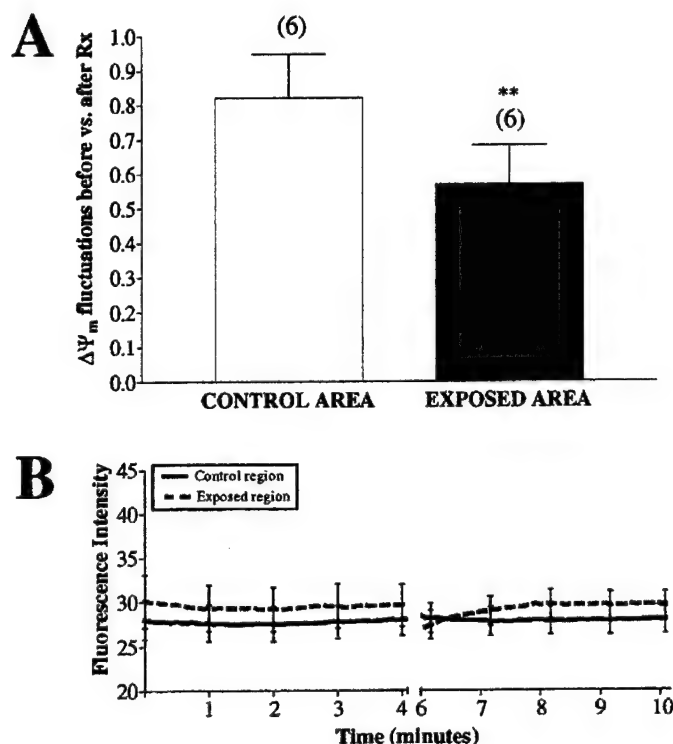 A
ΔΨm fluctuations before vs. after Rx
1.0
0.9
0.8
0.7
0.6
0.5
0.4
0.3
0.2
0.1
0.0
(6)
**
(6)
CONTROL AREA EXPOSED AREA
B
Fluorescence Intensity
45
40
35
30
25
20
Control region
Exposed region
1 2 3 4 6 7 8 9 10
Time (minutes)